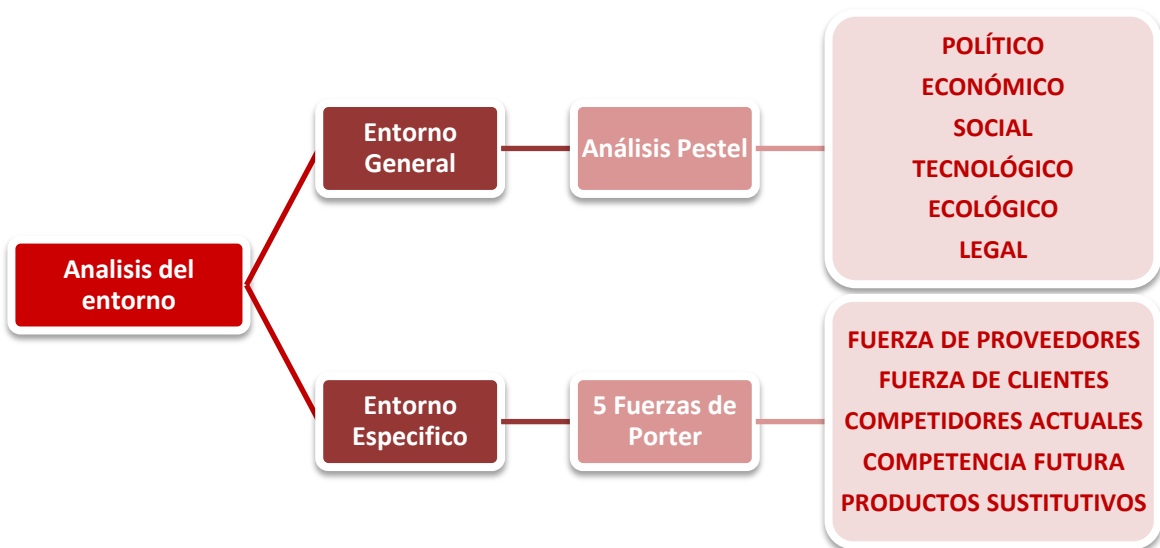 Analisis del
entorno
Entorno
General
Análisis Pestel
POLÍTICO
ECONÓMICO
SOCIAL
TECNOLÓGICO
ECOLÓGICO
LEGAL
Entorno
Especifico
5 Fuerzas de
Porter
FUERZA DE PROVEEDORES
FUERZA DE CLIENTES
COMPETIDORES ACTUALES
COMPETENCIA FUTURA
PRODUCTOS SUSTITUTIVOS